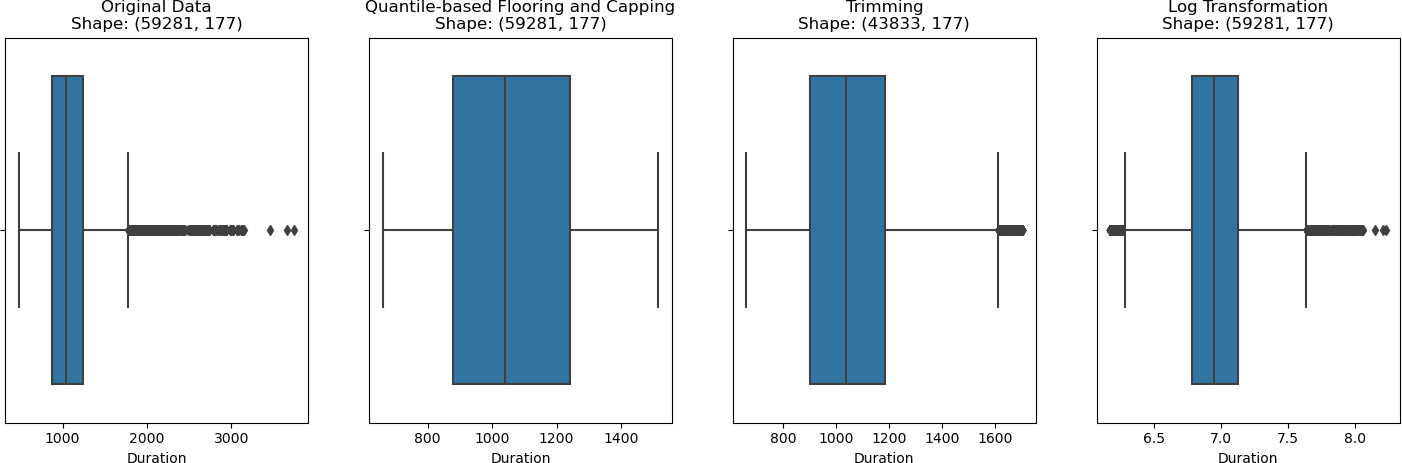 Original Data
Shape: (59281, 177)
1000 2000 3000
Duration
Quantile-based Flooring and Capping
Shape: (59281, 177)
800 1000 1200 1400
Duration
Trimming
Shape: (43833, 177)
800 1000 1200 1400 1600
Duration
Log Transformation
Shape: (59281, 177)
6.5 7.0 7.5 8.0
Duration